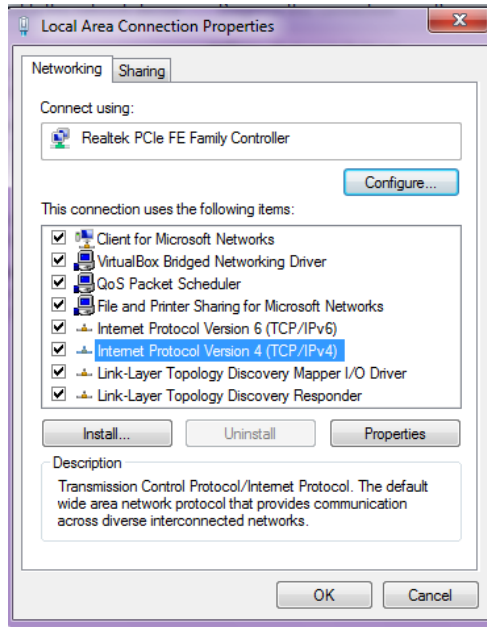 Local Area Connection Properties
Networking
Sharing
Connect using:
Realtek PCIe FE Family Controller
Configure...
This connection uses the following items:
Client for Microsoft Networks
VirtualBox Bridged Networking Driver
QoS Packet Scheduler
File and Printer Sharing for Microsoft Networks
Internet Protocol Version 6 (TCP/IPv6)
Internet Protocol Version 4 (TCP/IPv4)
Link-Layer Topology Discovery Mapper I/O Driver
Link-Layer Topology Discovery Responder
Install...
Uninstall
Properties
Description
Transmission Control Protocol/Internet Protocol. The default
wide area network protocol that provides communication
across diverse interconnected networks.
OK
Cancel